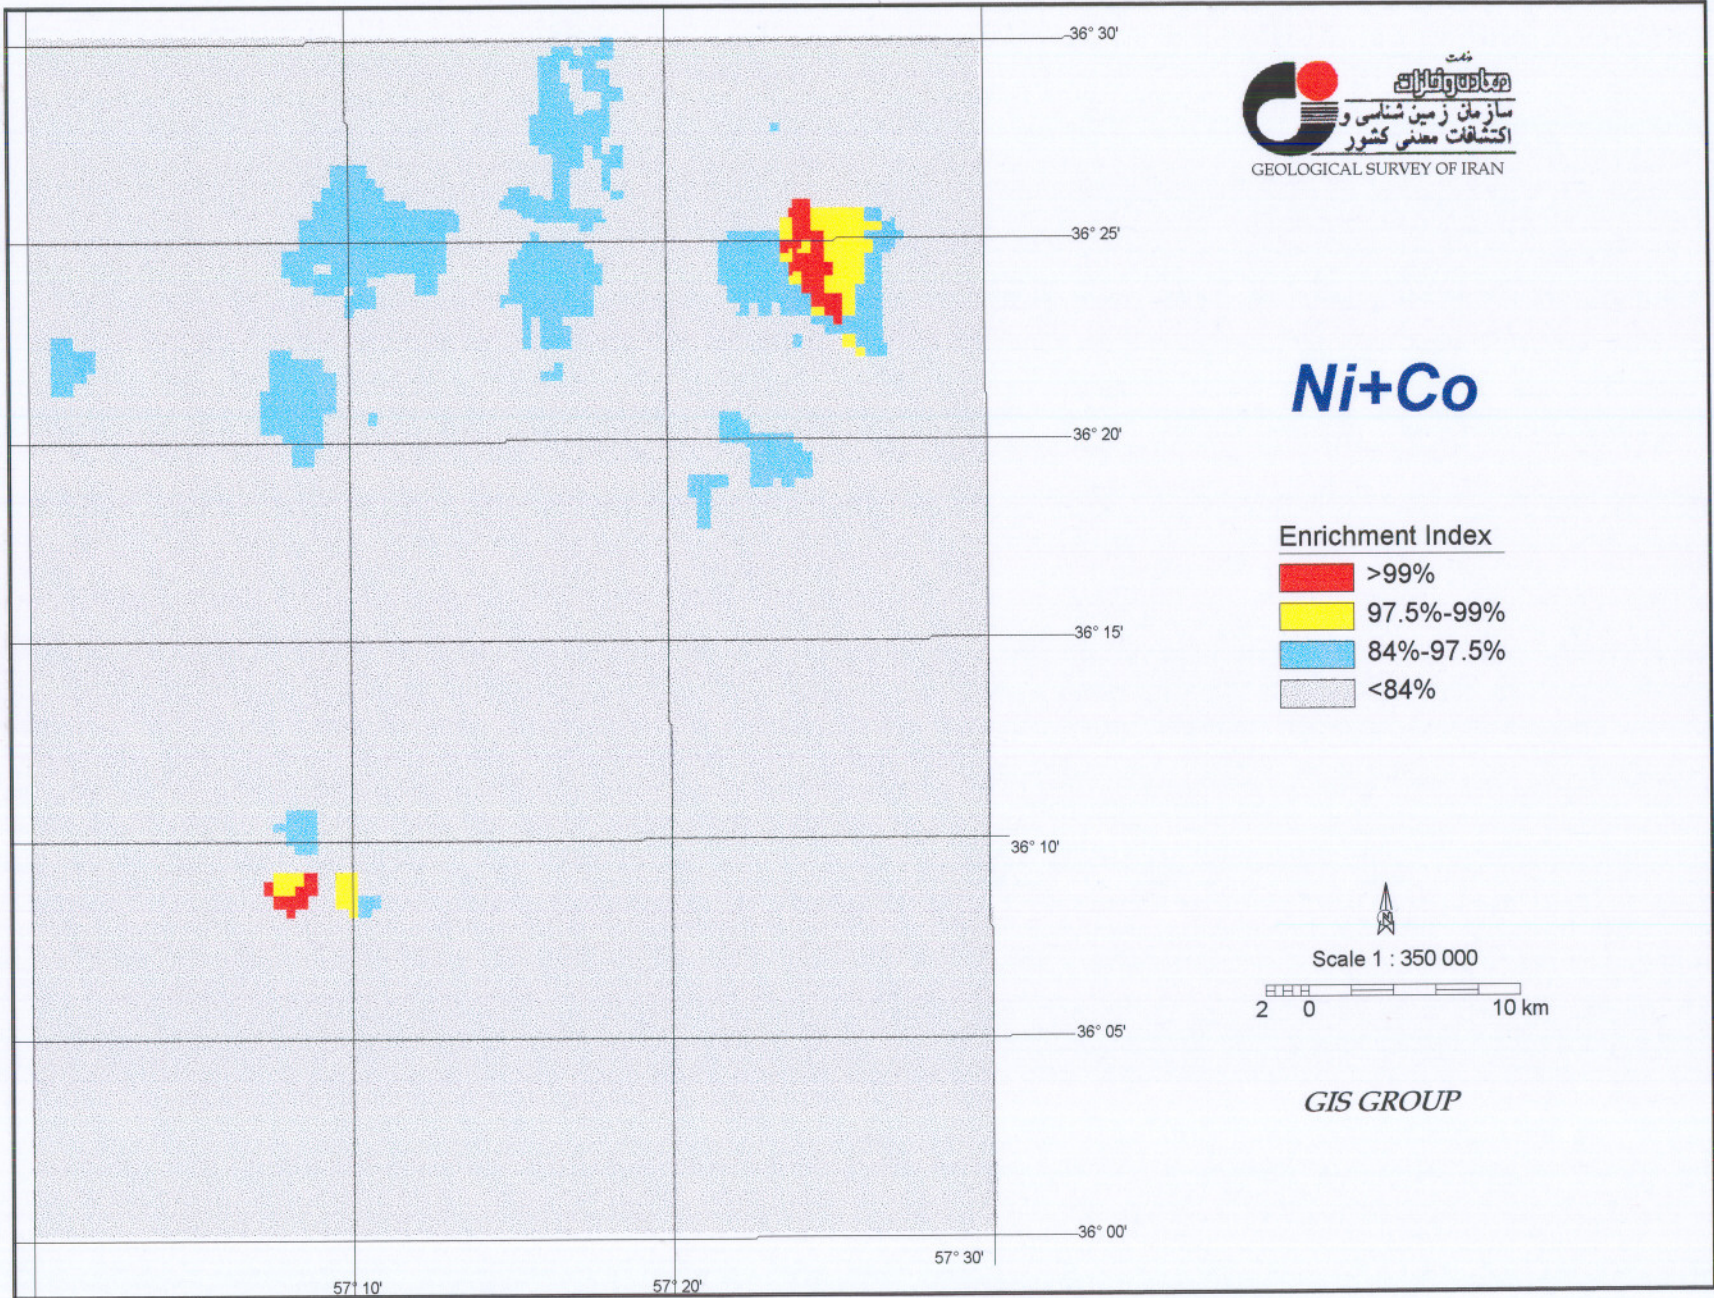 36° 30'
معادن و فلزات
سازمان زمین شناسی و
اکتشافات معدنی کشور
GEOLOGICAL SURVEY OF IRAN
36° 25'
Ni+Co
36° 20'
Enrichment Index
>99%
97.5%-99%
84%-97.5%
<84%
36° 15'
36° 10'
N
Scale 1 : 350 000
2 0 10 km
36° 05'
GIS GROUP
36° 00'
57° 30'
57° 10'
57° 20'